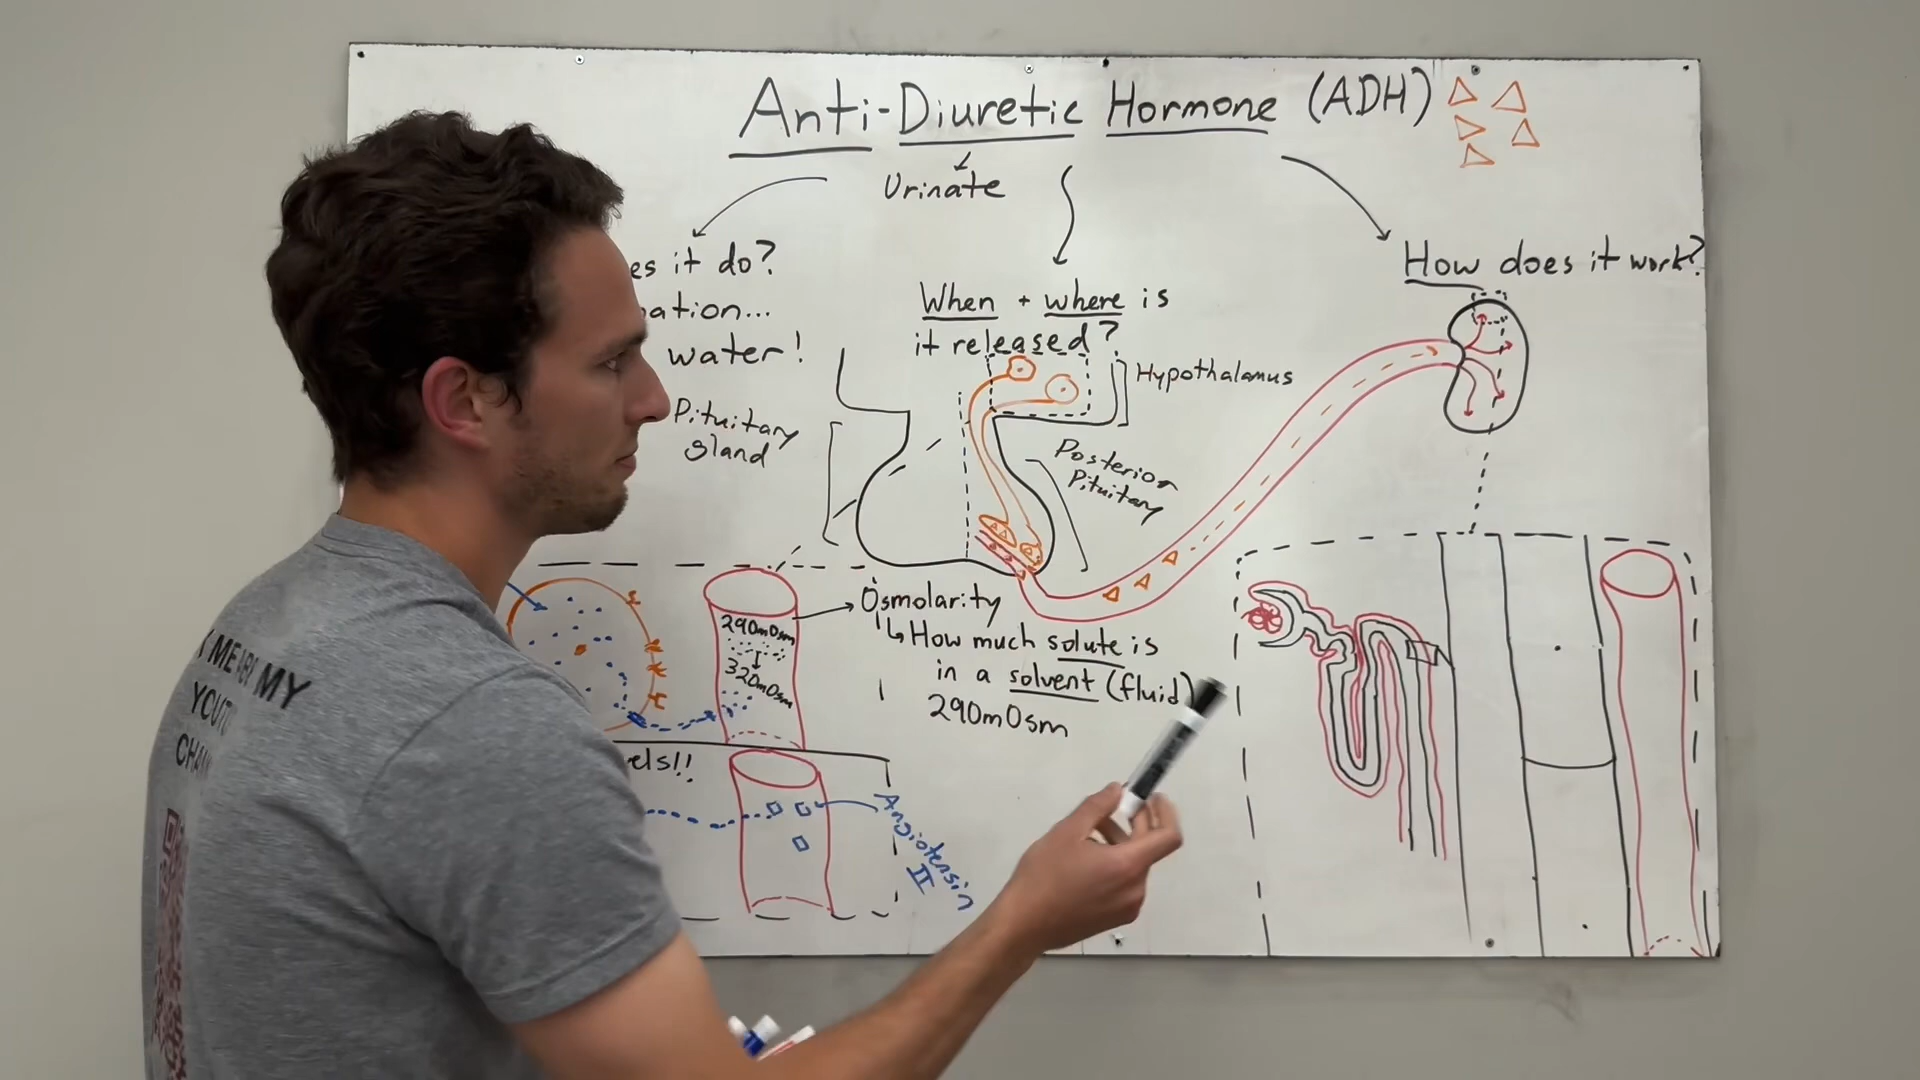 Anti-Diuretic Hormone (ADH)
Urinate
es it do?
ation...
water!
When + where is
it released?
How does it work?
Hypothalamus
Pituitary
gland
Posterior
Pituitary
290mOsm
320mOsm
Osmolarity
How much solute is
in a solvent (fluid)
290mOsm
els!!
Angiotensin
II
MY